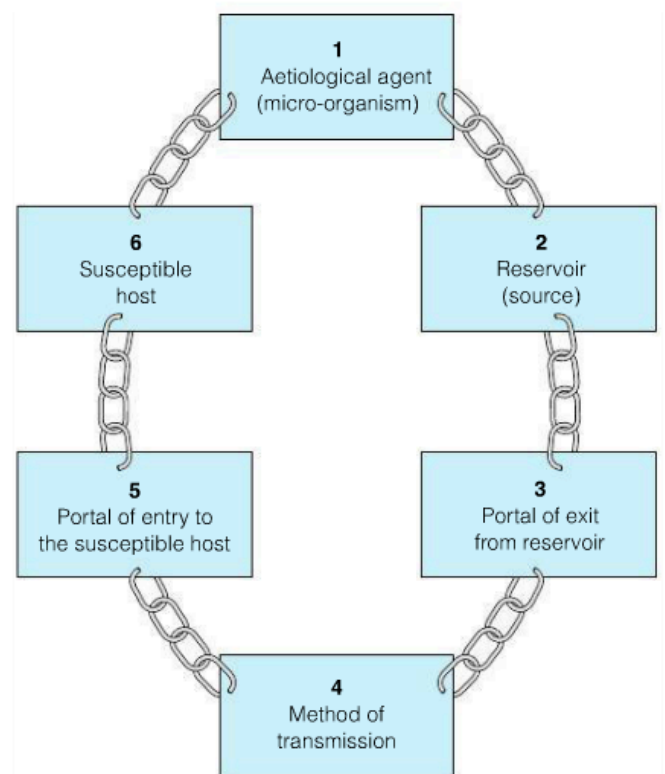 1
Aetiological agent
(micro-organism)
2
Reservoir
(source)
3
Portal of exit
from reservoir
4
Method of
transmission
5
Portal of entry to
the susceptible host
6
Susceptible
host